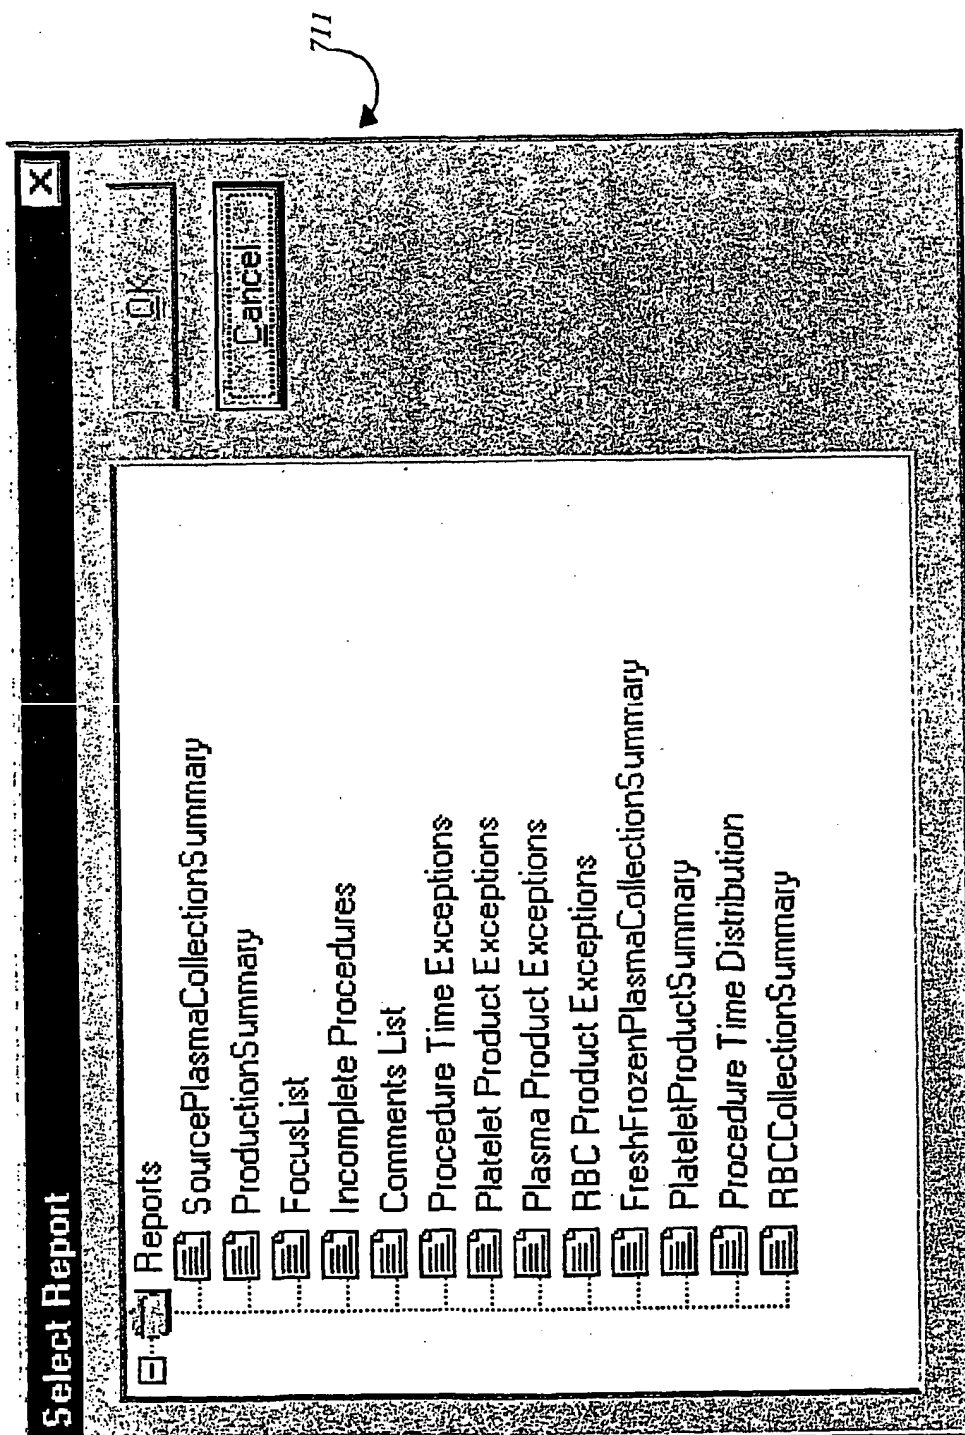 Select Report
Reports
SourcePlasmaCollectionSummary
ProductionSummary
FocusList
Incomplete Procedures
Comments List
Procedure Time Exceptions
Platelet Product Exceptions
Plasma Product Exceptions
RBC Product Exceptions
FreshFrozenPlasmaCollectionSummary
PlateletProductSummary
Procedure Time Distribution
RBCCollectionSummary
OK
Cancel
711